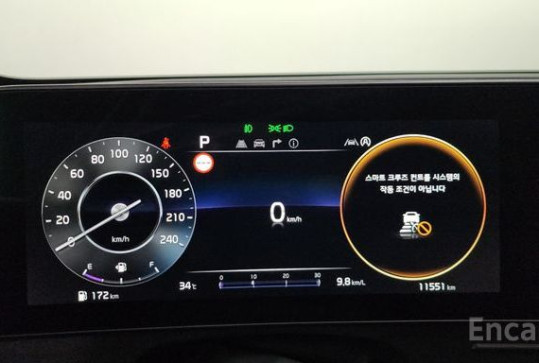 P
80 100 120
60 150
40 180
20 210
0 240
km/h
E F
172 km
0 km/h
34℃
0 10 20 30
9.8 km/L
스마트 크루즈 컨트롤 시스템의
작동 조건이 아닙니다
11551 km
Encar